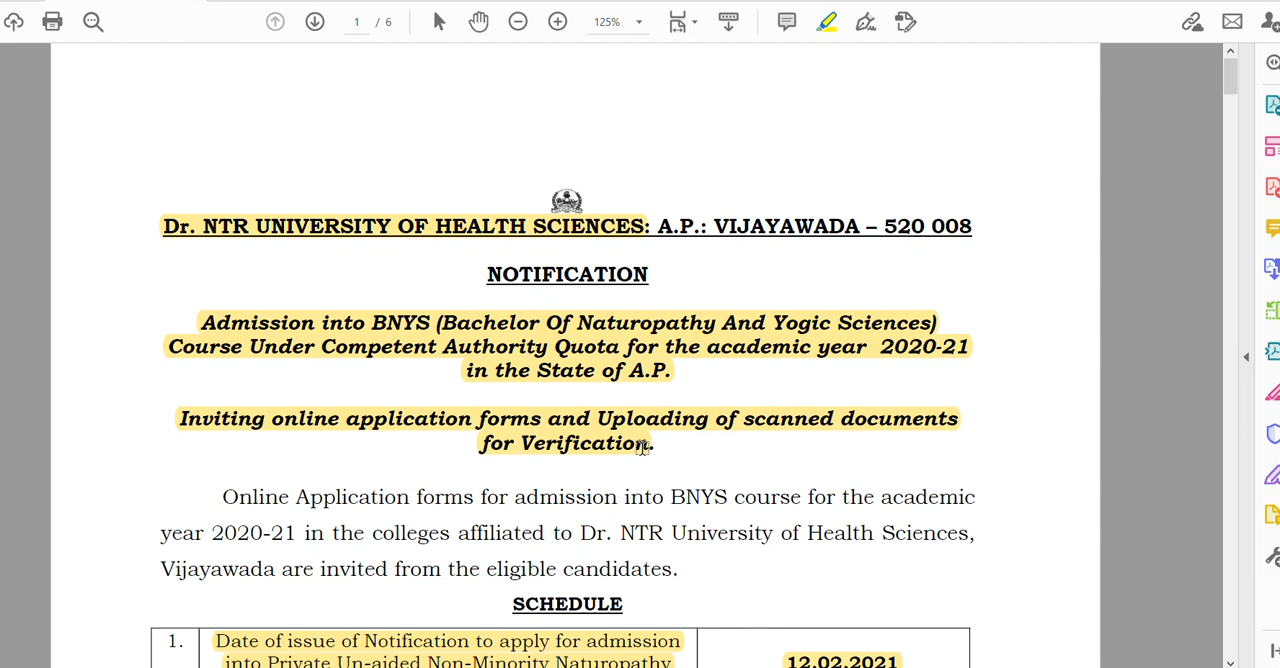 1 / 6
125%
Dr. NTR UNIVERSITY OF HEALTH SCIENCES: A.P.: VIJAYAWADA – 520 008
NOTIFICATION
Admission into BNYS (Bachelor Of Naturopathy And Yogic Sciences)
Course Under Competent Authority Quota for the academic year 2020-21
in the State of A.P.
Inviting online application forms and Uploading of scanned documents
for Verification.
Online Application forms for admission into BNYS course for the academic
year 2020-21 in the colleges affiliated to Dr. NTR University of Health Sciences,
Vijayawada are invited from the eligible candidates.
SCHEDULE
1. Date of issue of Notification to apply for admission
into Private Un-aided Non-Minority Naturopathy 12.02.2021